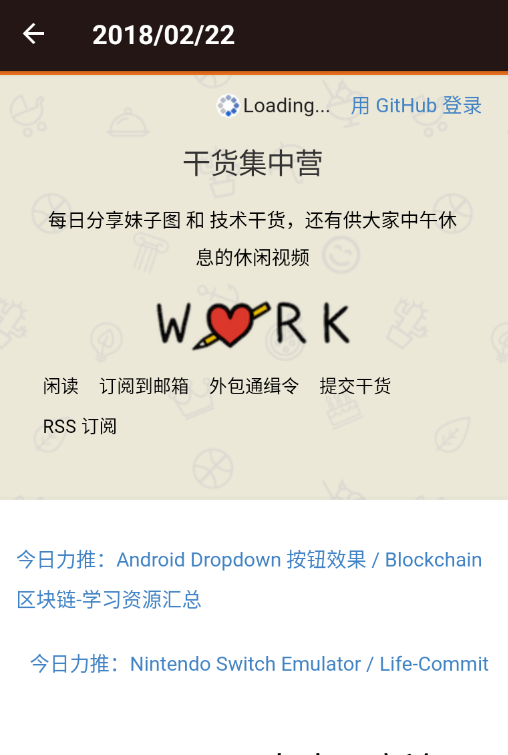 2018/02/22
Loading... 用 GitHub 登录
干货集中营
每日分享妹子图 和 技术干货，还有供大家中午休
息的休闲视频
W RK
闲读 订阅到邮箱 外包通缉令 提交干货
RSS 订阅
今日力推：Android Dropdown 按钮效果 / Blockchain
区块链-学习资源汇总
今日力推：Nintendo Switch Emulator / Life-Commit